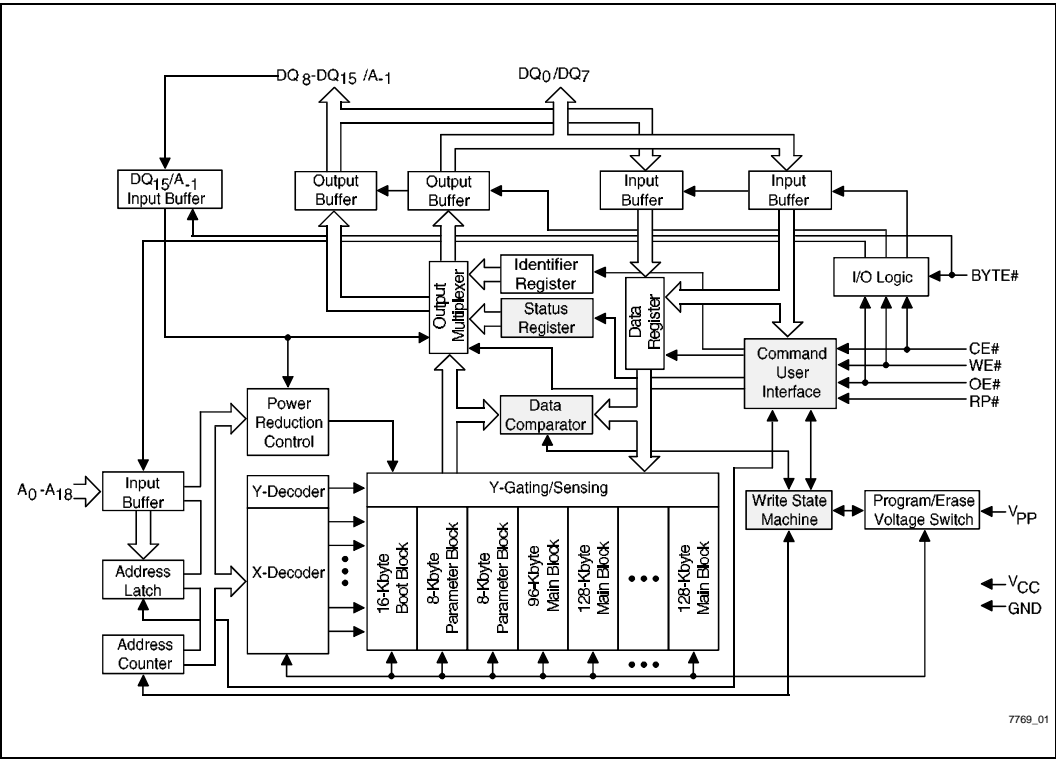 DQ8-DQ15 /A-1
DQ0/DQ7
DQ15/A-1
Input Buffer
Output
Buffer
Output
Buffer
Input
Buffer
Input
Buffer
I/O Logic
BYTE#
Output
Multiplexer
Identifier
Register
Status
Register
Data
Register
Command
User
Interface
CE#
WE#
OE#
RP#
Power
Reduction
Control
Data
Comparator
A0-A18
Input
Buffer
Y-Decoder
Y-Gating/Sensing
Write State
Machine
Program/Erase
Voltage Switch
VPP
Address
Latch
X-Decoder
16-Kbyte
Boot Block
8-Kbyte
Parameter Block
8-Kbyte
Parameter Block
96-Kbyte
Main Block
128-Kbyte
Main Block
128-Kbyte
Main Block
VCC
GND
Address
Counter
7769_01